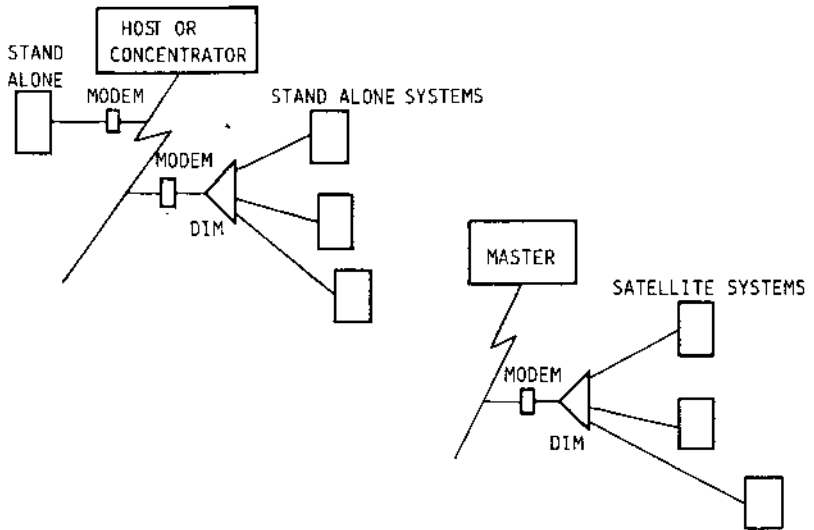 HOST OR
CONCENTRATOR
STAND
ALONE
MODEM
STAND ALONE SYSTEMS
MODEM
DIM
MASTER
SATELLITE SYSTEMS
MODEM
DIM